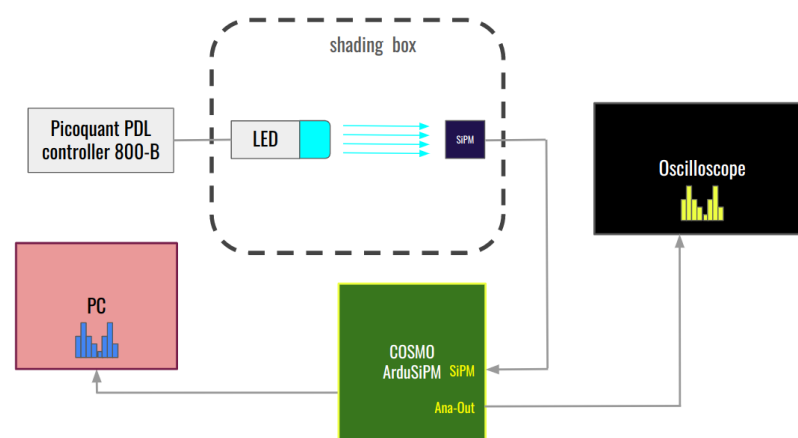 shading box
Picoquant PDL
controller 800-B
LED
SiPM
Oscilloscope
PC
COSMO
ArduSiPM
SiPM
Ana-Out